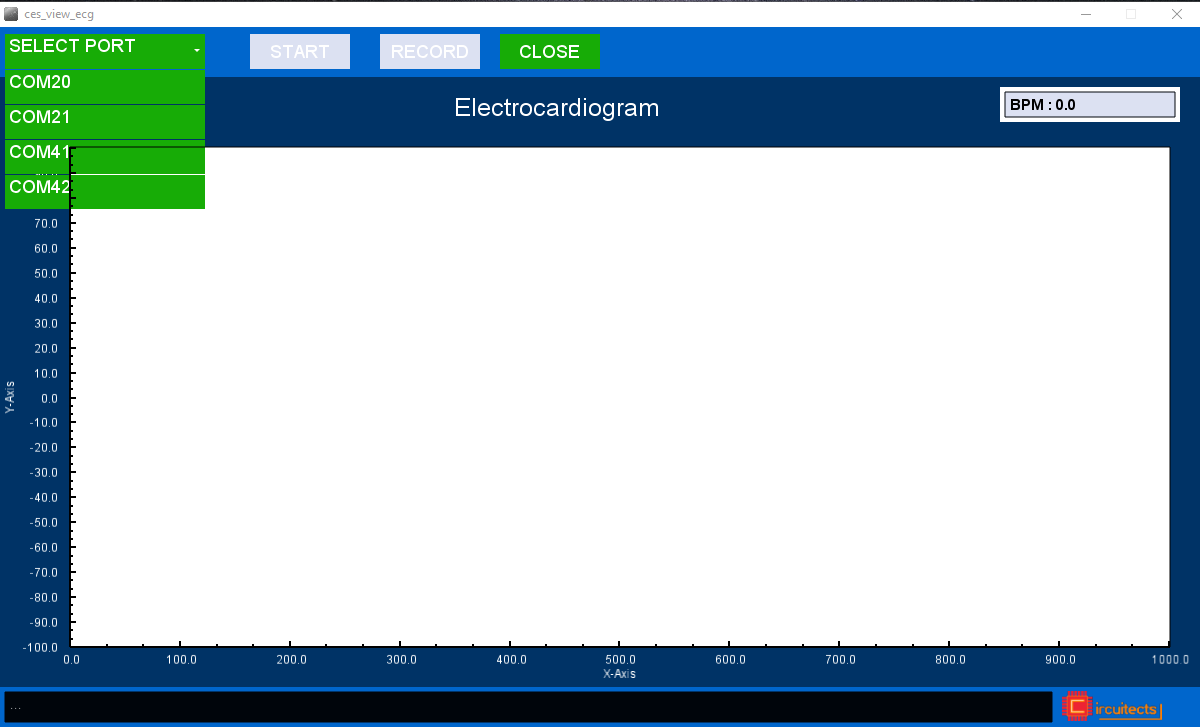 ces_view_ecg
SELECT PORT
START
RECORD
CLOSE
COM20
COM21
COM41
COM42
Electrocardiogram
BPM : 0.0
70.0
60.0
50.0
40.0
30.0
20.0
10.0
0.0
-10.0
-20.0
-30.0
-40.0
-50.0
-60.0
-70.0
-80.0
-90.0
-100.0
Y-Axis
0.0 100.0 200.0 300.0 400.0 500.0 600.0 700.0 800.0 900.0 1000.0
X-Axis
...
Circuitects